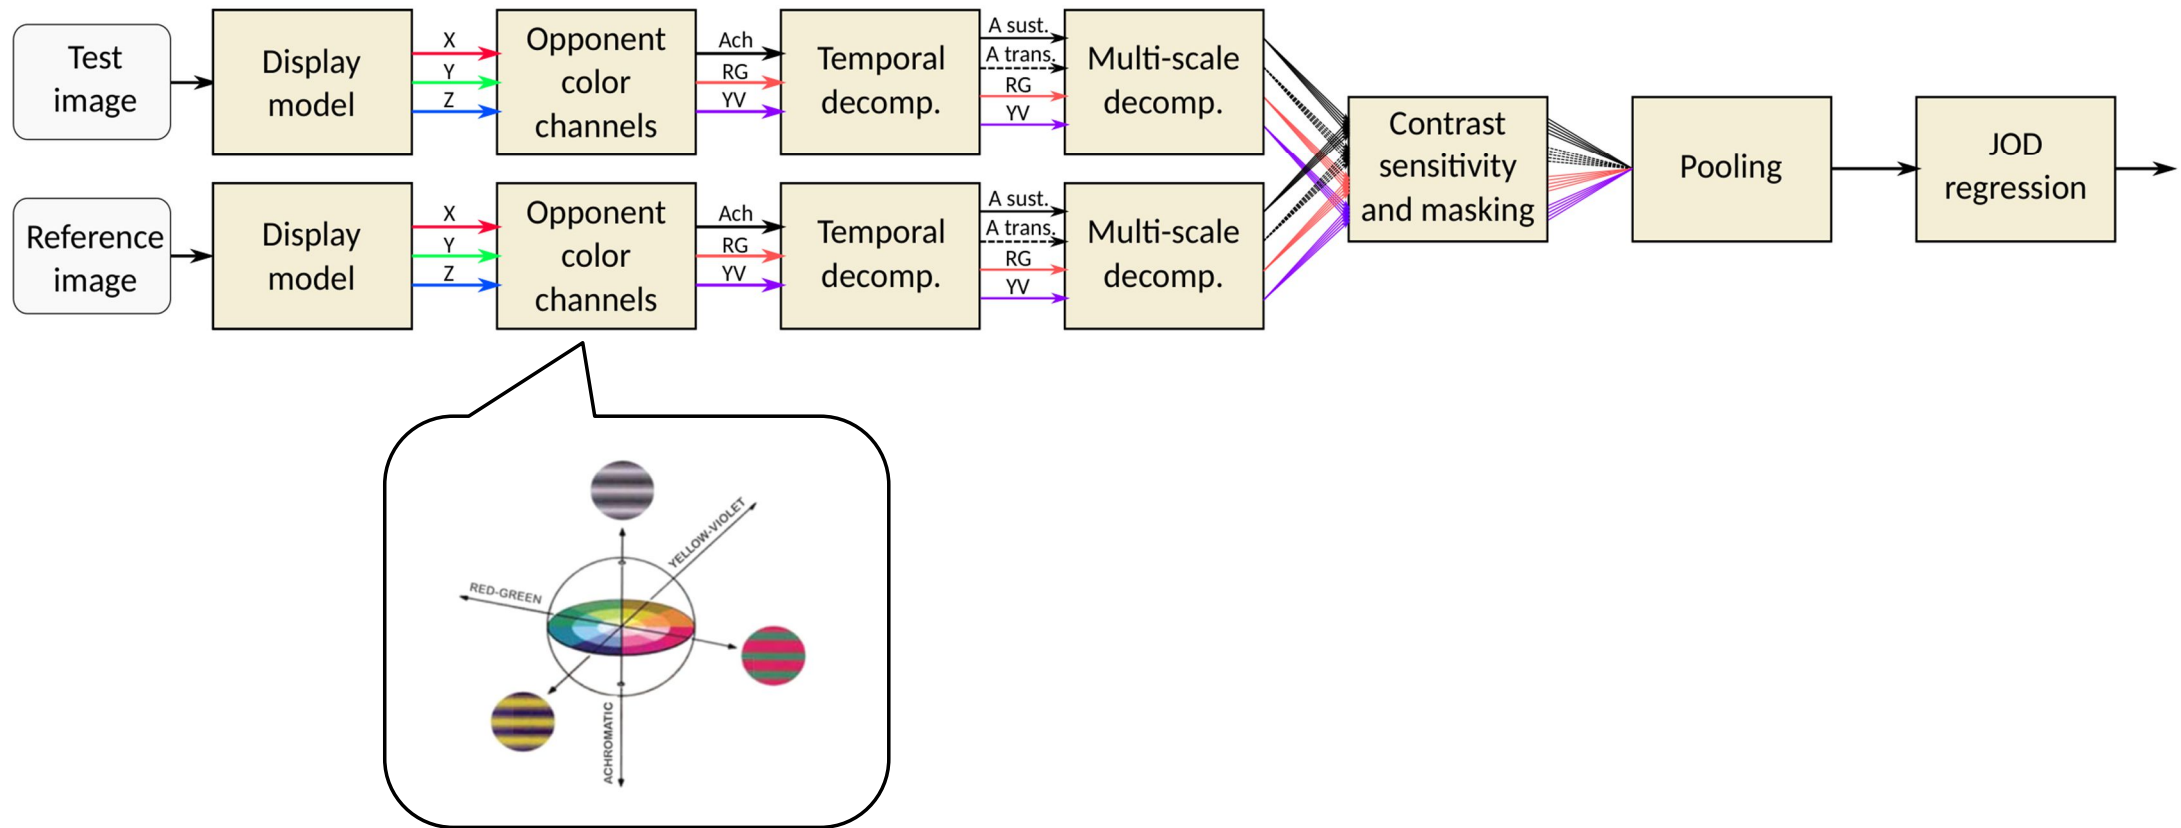 Test
image
Display
model
X
Y
Z
Opponent
color
channels
Ach
RG
YV
Temporal
decomp.
A sust.
A trans.
RG
YV
Multi-scale
decomp.
Reference
image
Display
model
X
Y
Z
Opponent
color
channels
Ach
RG
YV
Temporal
decomp.
A sust.
A trans.
RG
YV
Multi-scale
decomp.
Contrast
sensitivity
and masking
Pooling
JOD
regression
YELLOW-VIOLET
RED-GREEN
ACHROMATIC